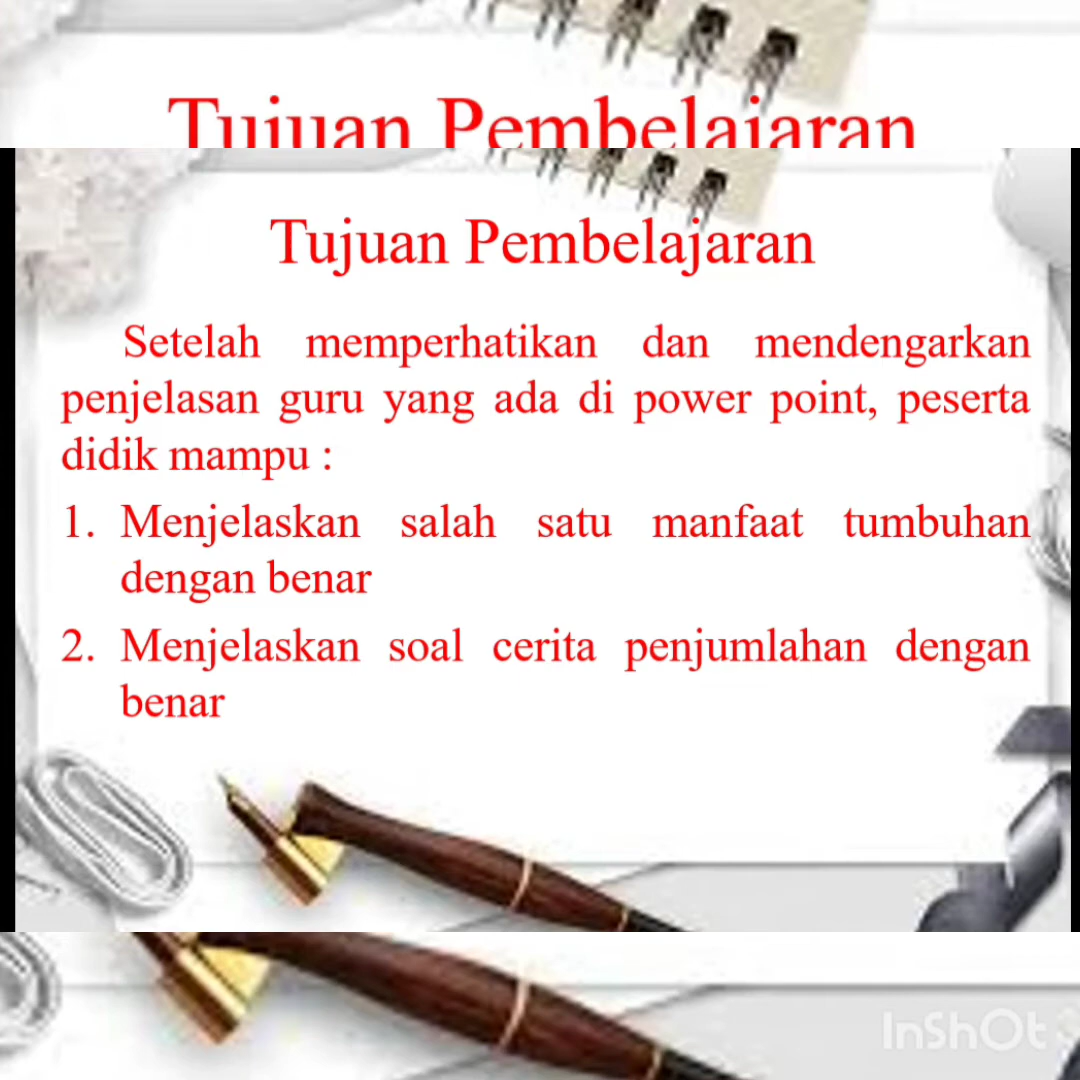 Tujuan Pembelajaran
Tujuan Pembelajaran
Setelah memperhatikan dan mendengarkan
penjelasan guru yang ada di power point, peserta
didik mampu :
1. Menjelaskan salah satu manfaat tumbuhan
dengan benar
2. Menjelaskan soal cerita penjumlahan dengan
benar
InShOt